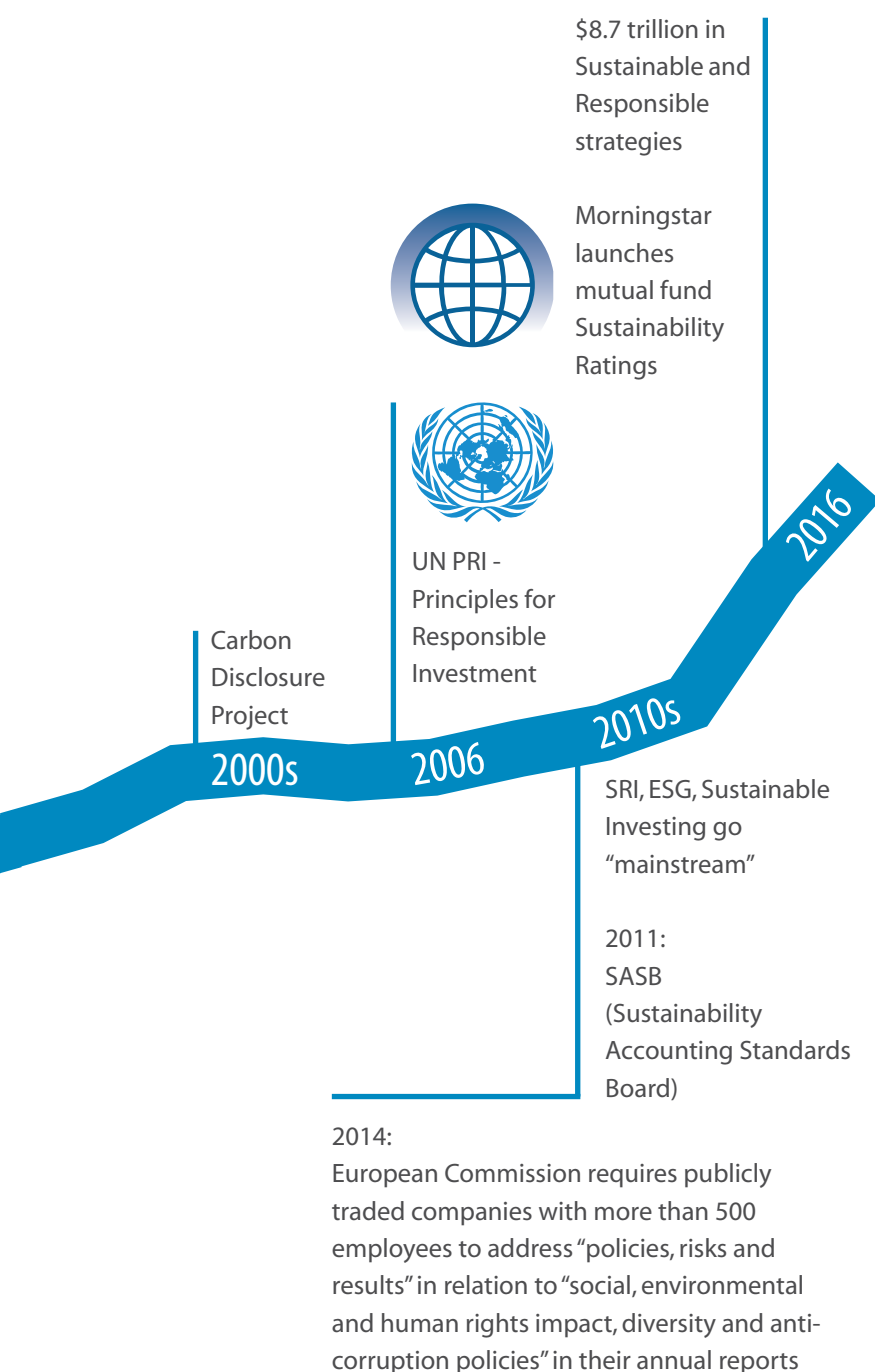 $8.7 trillion in
Sustainable and
Responsible
strategies
Morningstar
launches
mutual fund
Sustainability
Ratings
UN PRI -
Principles for
Responsible
Investment
Carbon
Disclosure
Project
2000s
2006
2010s
2016
SRI, ESG, Sustainable
Investing go
“mainstream”
2011:
SASB
(Sustainability
Accounting Standards
Board)
2014:
European Commission requires publicly
traded companies with more than 500
employees to address “policies, risks and
results” in relation to “social, environmental
and human rights impact, diversity and anti-
corruption policies” in their annual reports